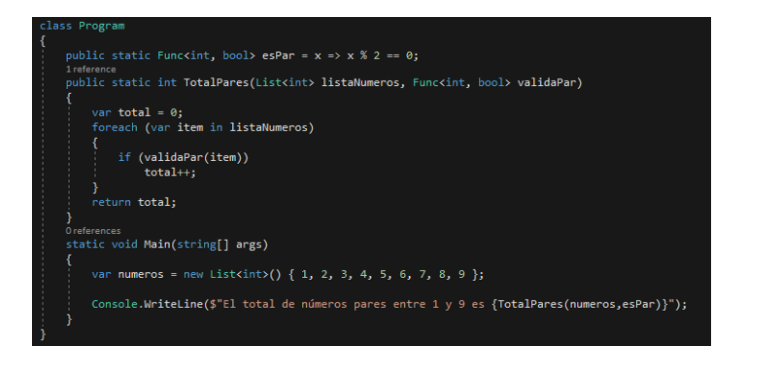 class Program
{
public static Func<int, bool> esPar = x => x % 2 == 0;
1 reference
public static int TotalPares(List<int> listaNumeros, Func<int, bool> validaPar)
{
var total = 0;
foreach (var item in listaNumeros)
{
if (validaPar(item))
total++;
}
return total;
}
0 references
static void Main(string[] args)
{
var numeros = new List<int>() { 1, 2, 3, 4, 5, 6, 7, 8, 9 };
Console.WriteLine($"El total de números pares entre 1 y 9 es {TotalPares(numeros,esPar)}");
}
}